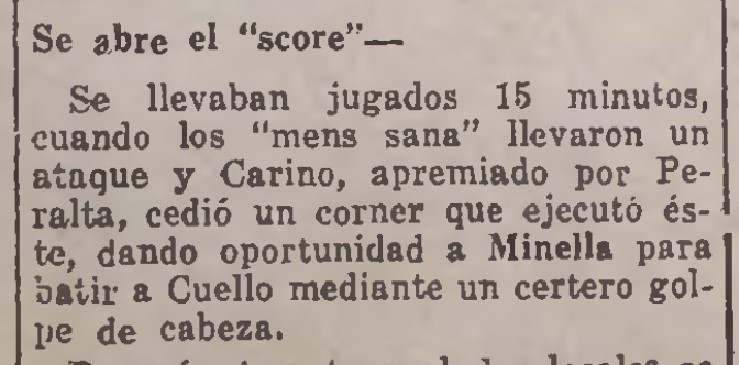 Se abre el "score"—
Se llevaban jugados 15 minutos,
cuando los "mens sana" llevaron un
ataque y Carino, apremiado por Pe-
ralta, cedió un corner que ejecutó és-
te, dando oportunidad a Minella para
batir a Cuello mediante un certero gol-
pe de cabeza.